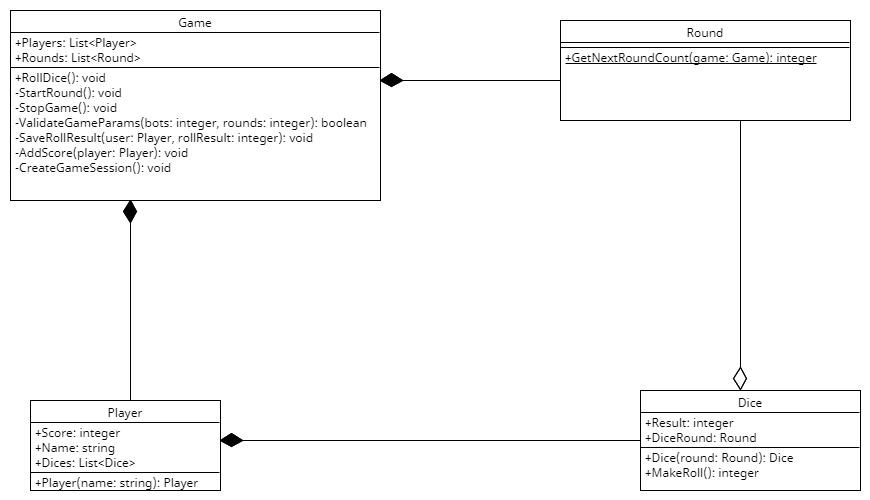 Game
+Players: List<Player>
+Rounds: List<Round>
+RollDice(): void
-StartRound(): void
-StopGame(): void
-ValidateGameParams(bots: integer, rounds: integer): boolean
-SaveRollResult(user: Player, rollResult: integer): void
-AddScore(player: Player): void
-CreateGameSession(): void
Round
+GetNextRoundCount(game: Game): integer
Player
+Score: integer
+Name: string
+Dices: List<Dice>
+Player(name: string): Player
Dice
+Result: integer
+DiceRound: Round
+Dice(round: Round): Dice
+MakeRoll(): integer